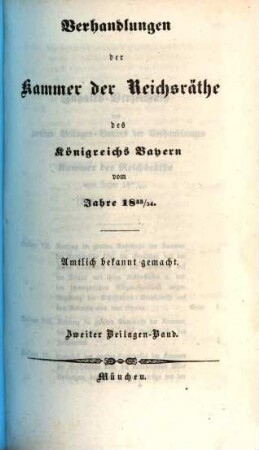 Verhandlungen
der
Kammer der Reichsräthe
des
Königreichs Bayern
vom
Jahre 1853/54.
Amtlich bekannt gemacht.
Zweiter Beilagen-Band.
München.